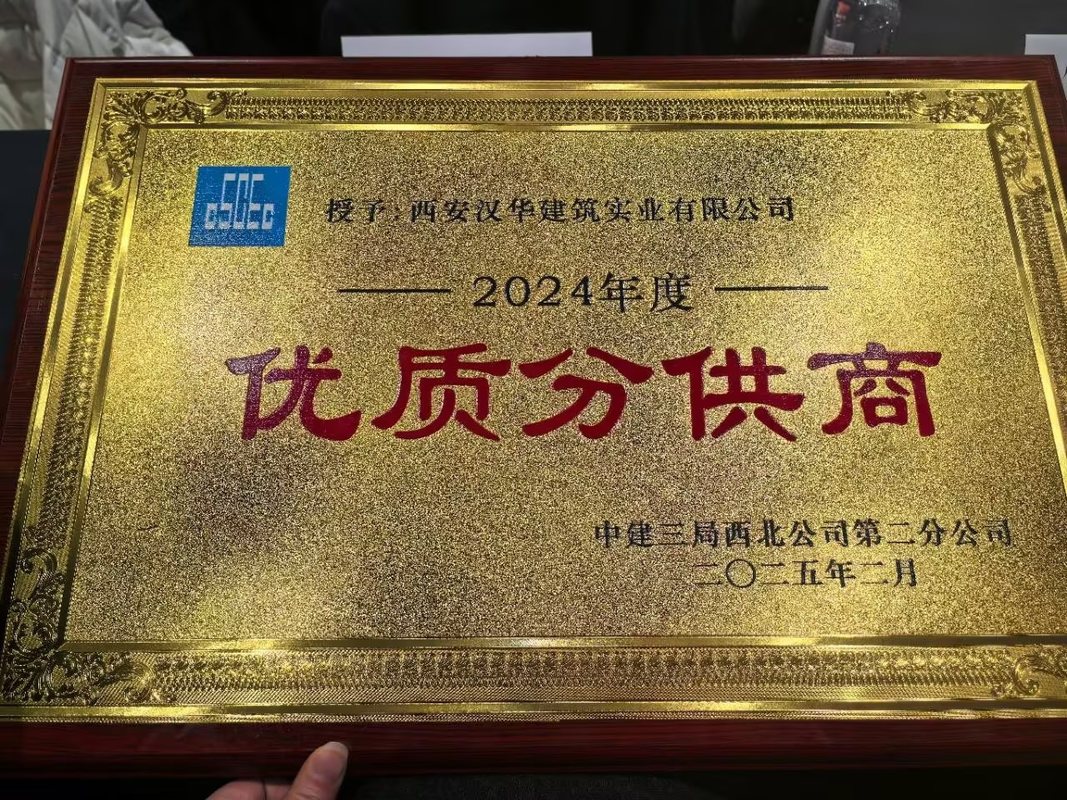 CSCEC
授予:西安汉华建筑实业有限公司
2024年度
优质分供商
中建三局西北公司第二分公司
二〇二五年二月